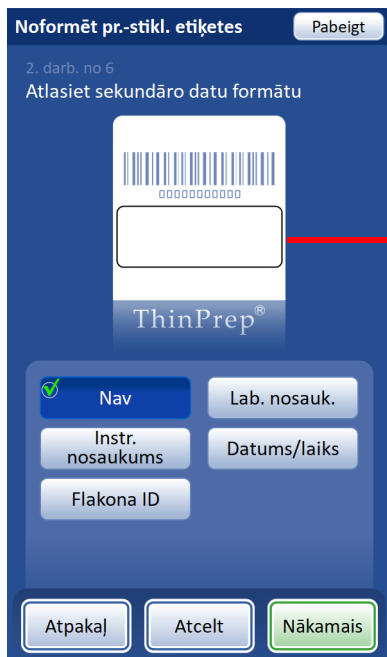 Noformēt pr.-stikl. etiķetes
Pabeigt
2. darb. no 6
Atlasiet sekundāro datu formātu
00000000000
ThinPrep®
Nav
Lab. nosauk.
Instr.
nosaukums
Datums/laiks
Flakona ID
Atpakaļ
Atcelt
Nākamais